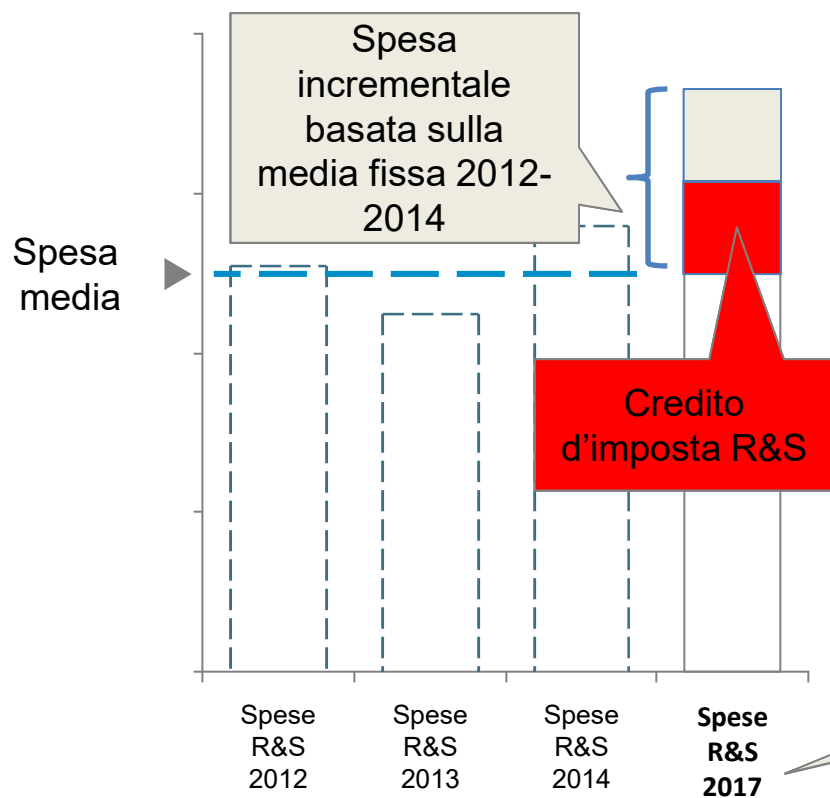 Spesa
incrementale
basata sulla
media fissa 2012-
2014
Spesa
media
Credito
d’imposta R&S
Spese
R&S
2012
Spese
R&S
2013
Spese
R&S
2014
Spese
R&S
2017